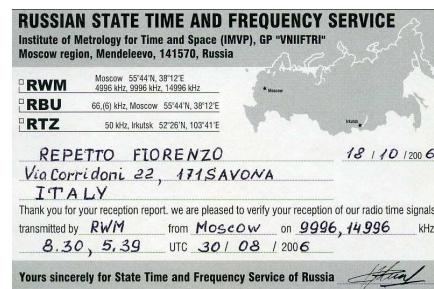 RUSSIAN STATE TIME AND FREQUENCY SERVICE
Institute of Metrology for Time and Space (IMVP), GP "VNIIFTRI"
Moscow region, Mendeleevo, 141570, Russia
RWM Moscow 55°44'N, 38°12'E
4996 kHz, 9996 kHz, 14996 kHz
RBU 66,(6) kHz, Moscow 55°44'N, 38°12'E
RTZ 50 kHz, Irkutsk 52°26'N, 103°41'E
Moscow
Irkutsk
REPETTO FIORENZO 18 / 10 / 2006
Via Corridoni 22, 171SAVONA
ITALY
Thank you for your reception report. we are pleased to verify your reception of our radio time signals
transmitted by RWM from Moscow on 9996, 14996 kHz
8.30, 5.39 UTC 30 / 08 / 2006
Yours sincerely for State Time and Frequency Service of Russia